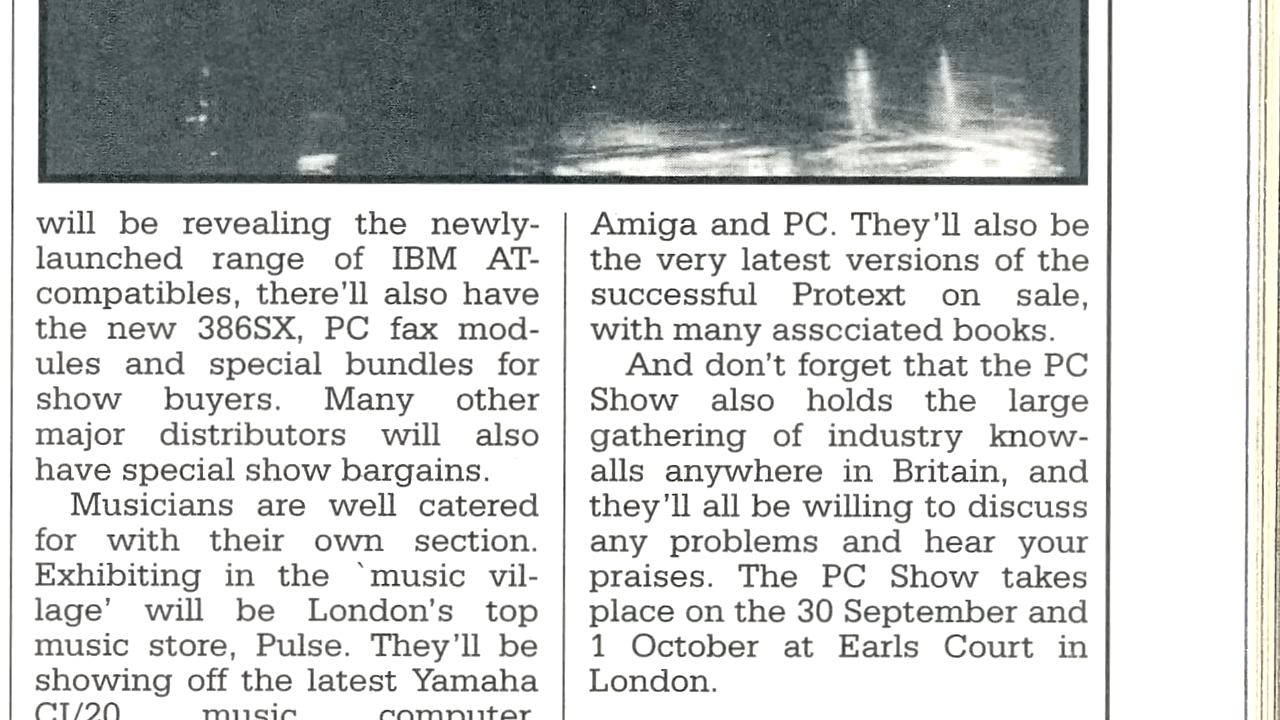 will be revealing the newly-
launched range of IBM AT-
compatibles, there'll also have
the new 386SX, PC fax mod-
ules and special bundles for
show buyers. Many other
major distributors will also
have special show bargains.
Musicians are well catered
for with their own section.
Exhibiting in the `music vil-
lage' will be London's top
music store, Pulse. They'll be
showing off the latest Yamaha
CI/20 music computer.
Amiga and PC. They'll also be
the very latest versions of the
successful Protext on sale,
with many asscciated books.
And don't forget that the PC
Show also holds the large
gathering of industry know-
alls anywhere in Britain, and
they'll all be willing to discuss
any problems and hear your
praises. The PC Show takes
place on the 30 September and
1 October at Earls Court in
London.